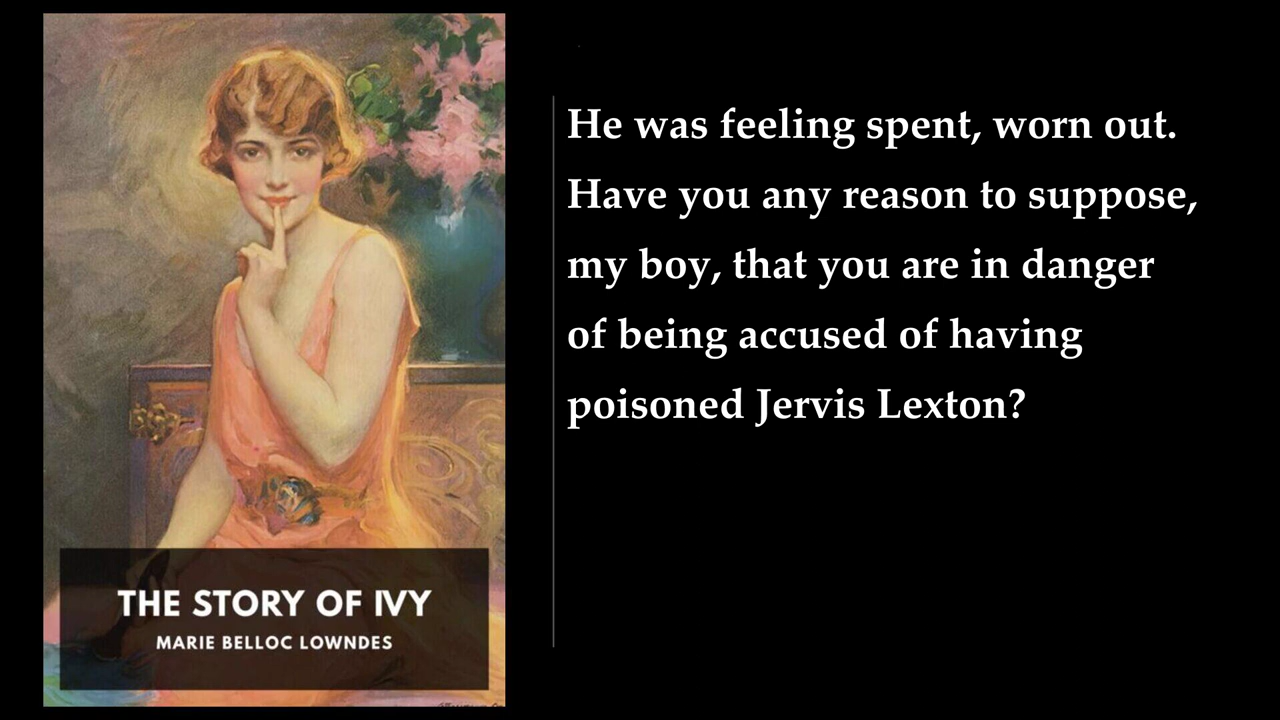 He was feeling spent, worn out.
Have you any reason to suppose,
my boy, that you are in danger
of being accused of having
poisoned Jervis Lexton?
THE STORY OF IVY
MARIE BELLOC LOWNDES